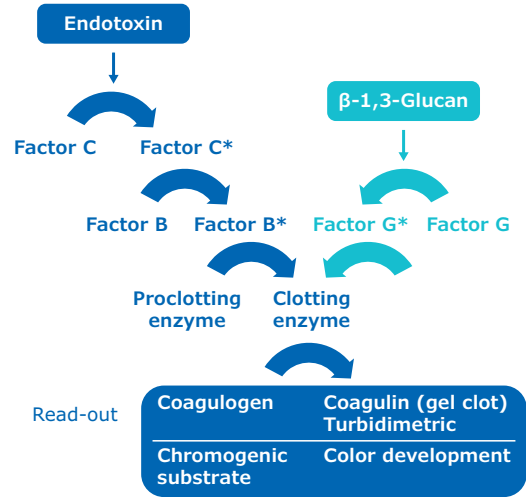 Endotoxin
β-1,3-Glucan
Factor C
Factor C*
Factor B
Factor B*
Factor G*
Factor G
Proclotting
enzyme
Clotting
enzyme
Read-out
Coagulogen
Coagulin (gel clot)
Turbidimetric
Chromogenic
substrate
Color development